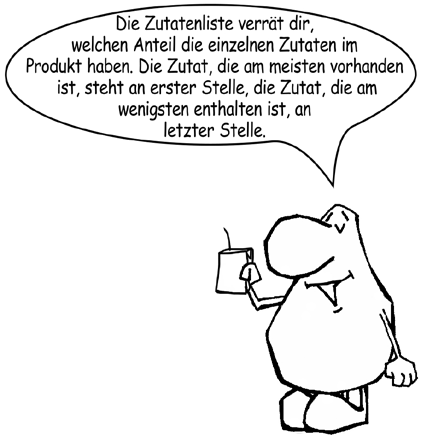 Die Zutatenliste verrät dir,
welchen Anteil die einzelnen Zutaten im
Produkt haben. Die Zutat, die am meisten vorhanden
ist, steht an erster Stelle, die Zutat, die am
wenigsten enthalten ist, an
letzter Stelle.